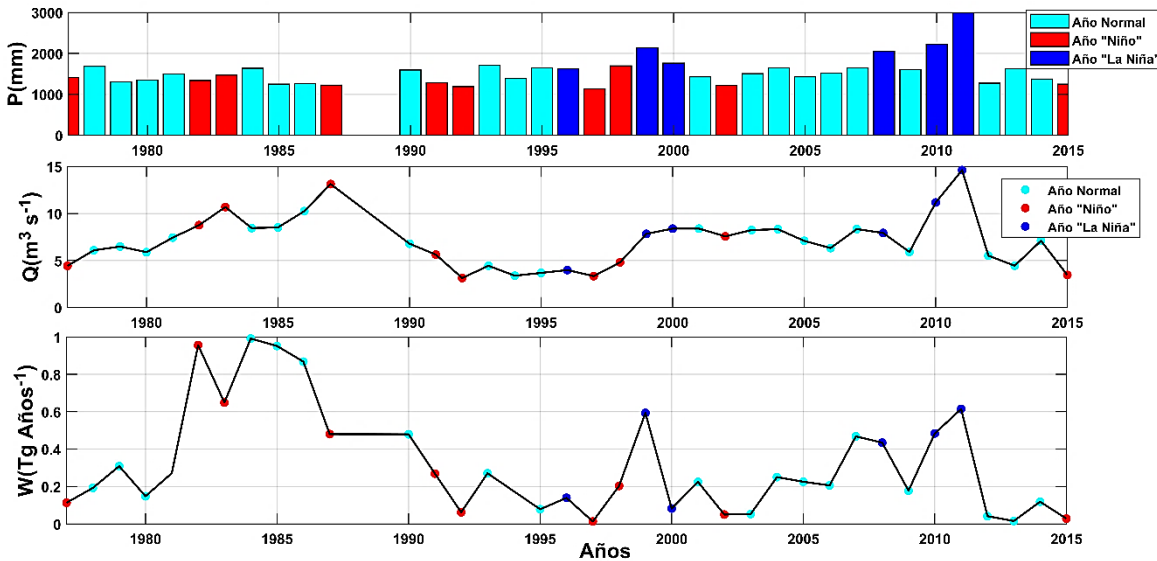 P(mm)
3000
2000
1000
0
Año Normal
Año "Niño"
Año "La Niña"
1980 1985 1990 1995 2000 2005 2010 2015
Q(m³ s⁻¹)
15
10
5
0
Año Normal
Año "Niño"
Año "La Niña"
1980 1985 1990 1995 2000 2005 2010 2015
W(Tg Años⁻¹)
1
0.8
0.6
0.4
0.2
0
1980 1985 1990 1995 2000 2005 2010 2015
Años